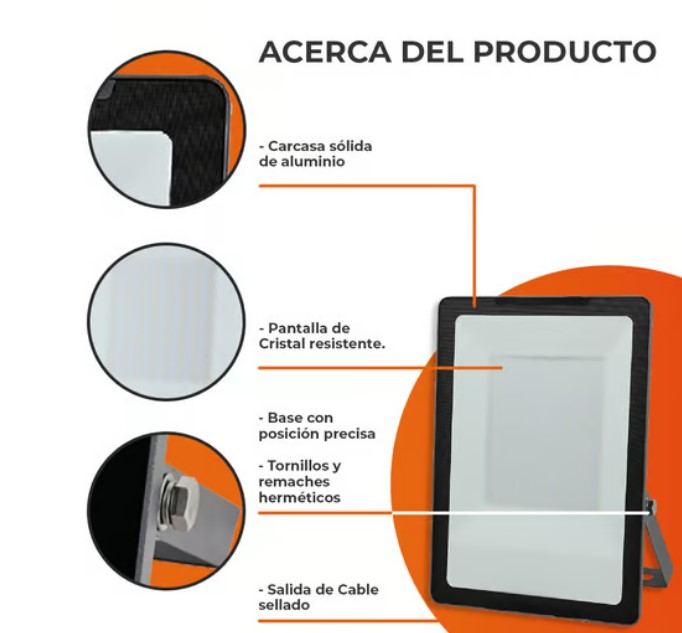 ACERCA DEL PRODUCTO
- Carcasa sólida
de aluminio
- Pantalla de
Cristal resistente.
- Base con
posición precisa
- Tornillos y
remaches
herméticos
- Salida de Cable
sellado